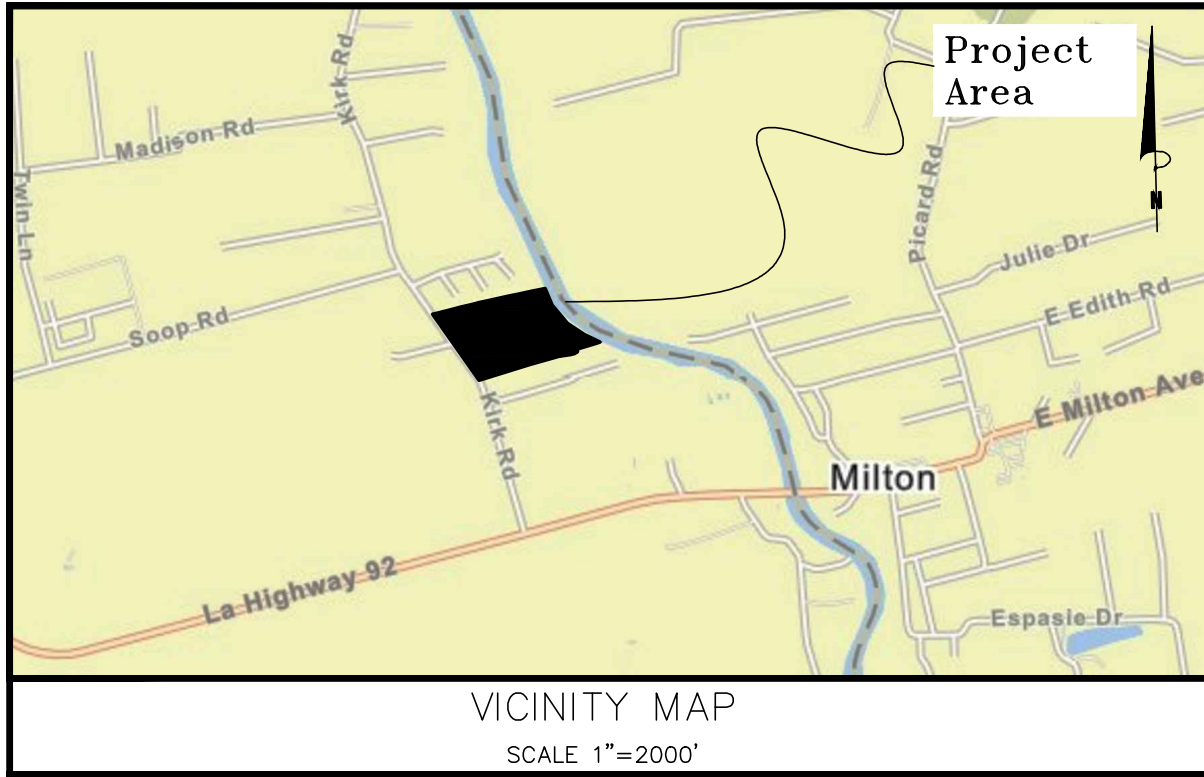 Project
Area
Kirk Rd
Madison Rd
Twin Ln
Picard Rd
N
Julie Dr
E Edith Rd
Soop Rd
E Milton Ave
Kirk Rd
Milton
La Highway 92
Espasie Dr
VICINITY MAP
SCALE 1"=2000'